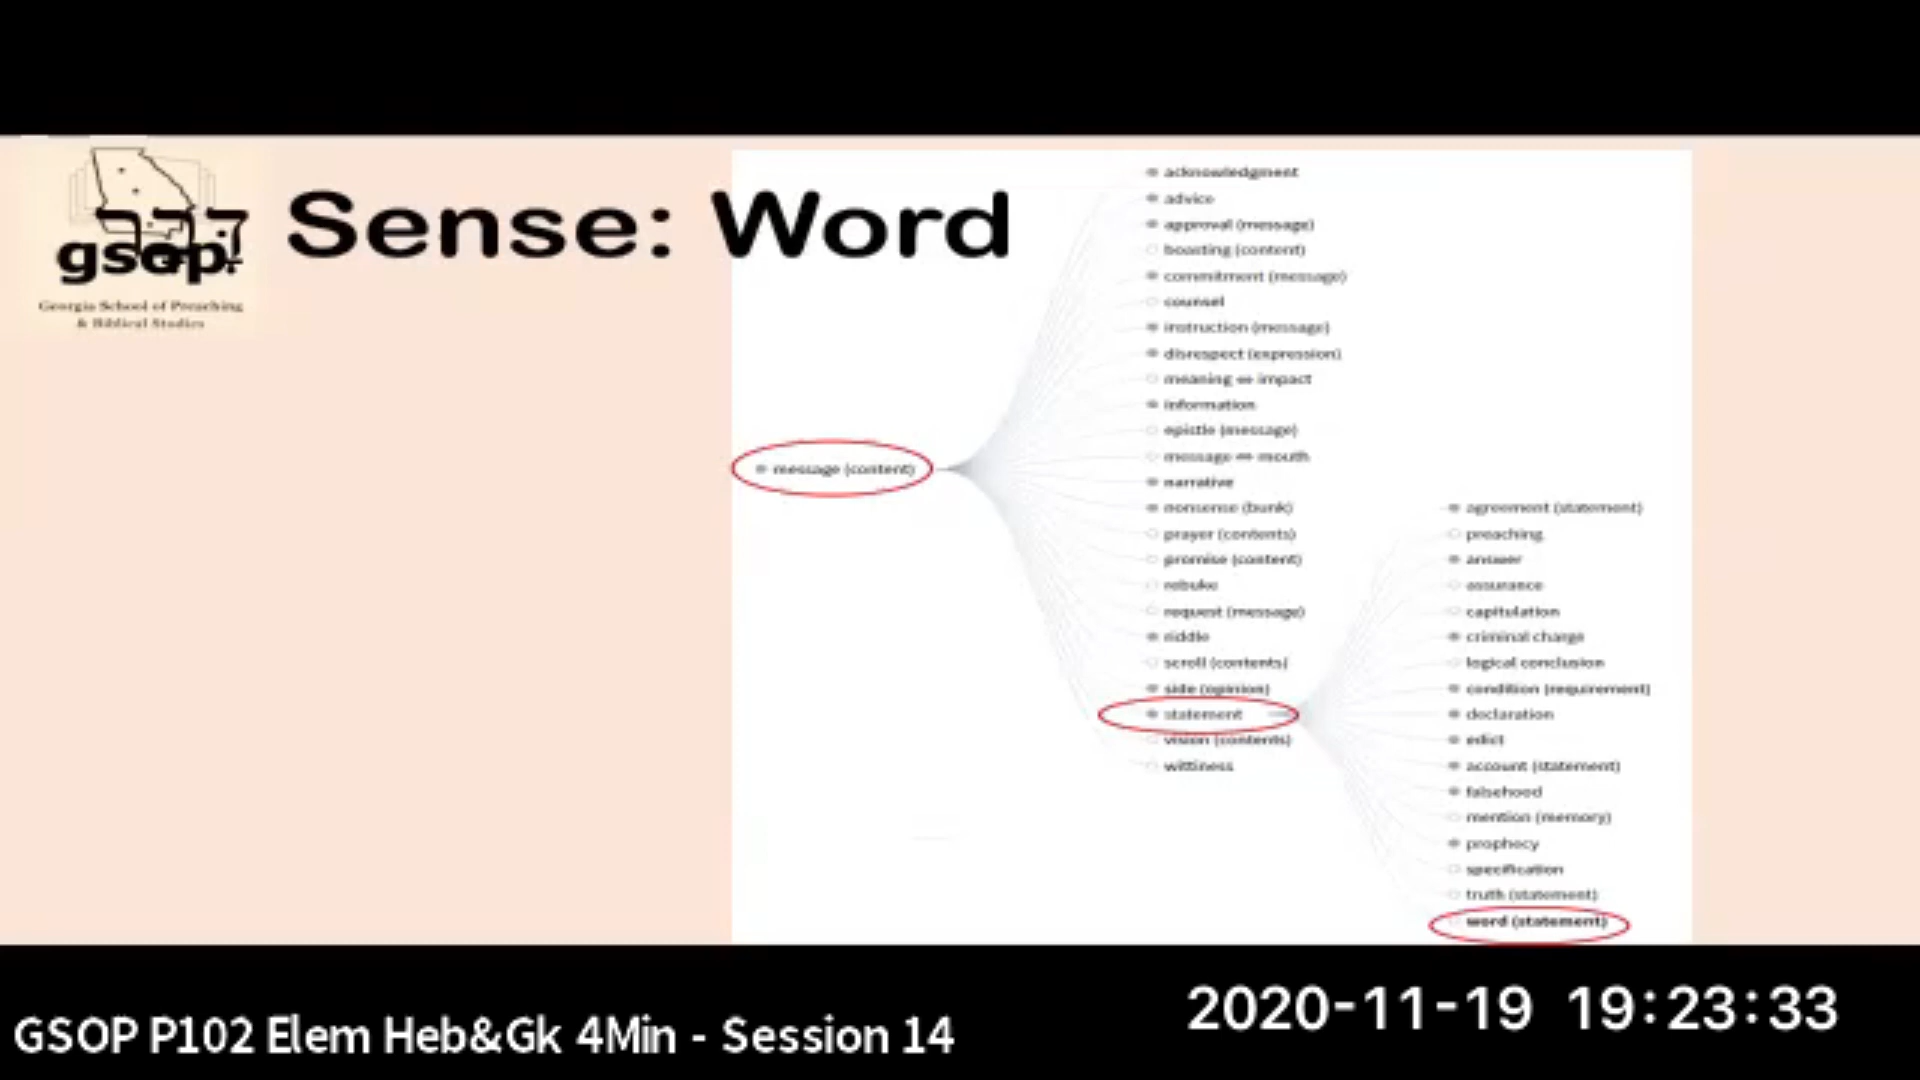 gsop.
דבר
Georgia School of Preaching
& Biblical Studies
Sense: Word
message (content)
acknowledgment
advice
approval (message)
boasting (content)
commitment (message)
counsel
instruction (message)
disrespect (expression)
meaning ⇔ impact
information
epistle (message)
message ⇔ mouth
narrative
nonsense (bunk)
prayer (contents)
promise (content)
rebuke
request (message)
riddle
scroll (contents)
side (opinion)
statement
vision (contents)
wittiness
agreement (statement)
preaching
answer
assurance
capitulation
criminal charge
logical conclusion
condition (requirement)
declaration
edict
account (statement)
falsehood
mention (memory)
prophecy
specification
truth (statement)
word (statement)
GSOP P102 Elem Heb&Gk 4Min - Session 14
2020-11-19 19:23:33